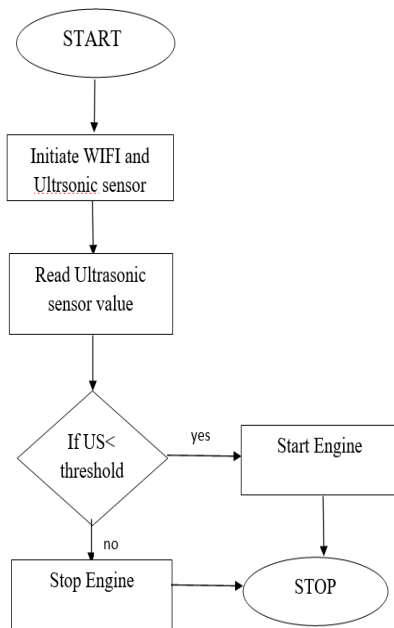 START
Initiate WIFI and
Ultrsonic sensor
Read Ultrasonic
sensor value
If US<
threshold
yes
Start Engine
no
Stop Engine
STOP